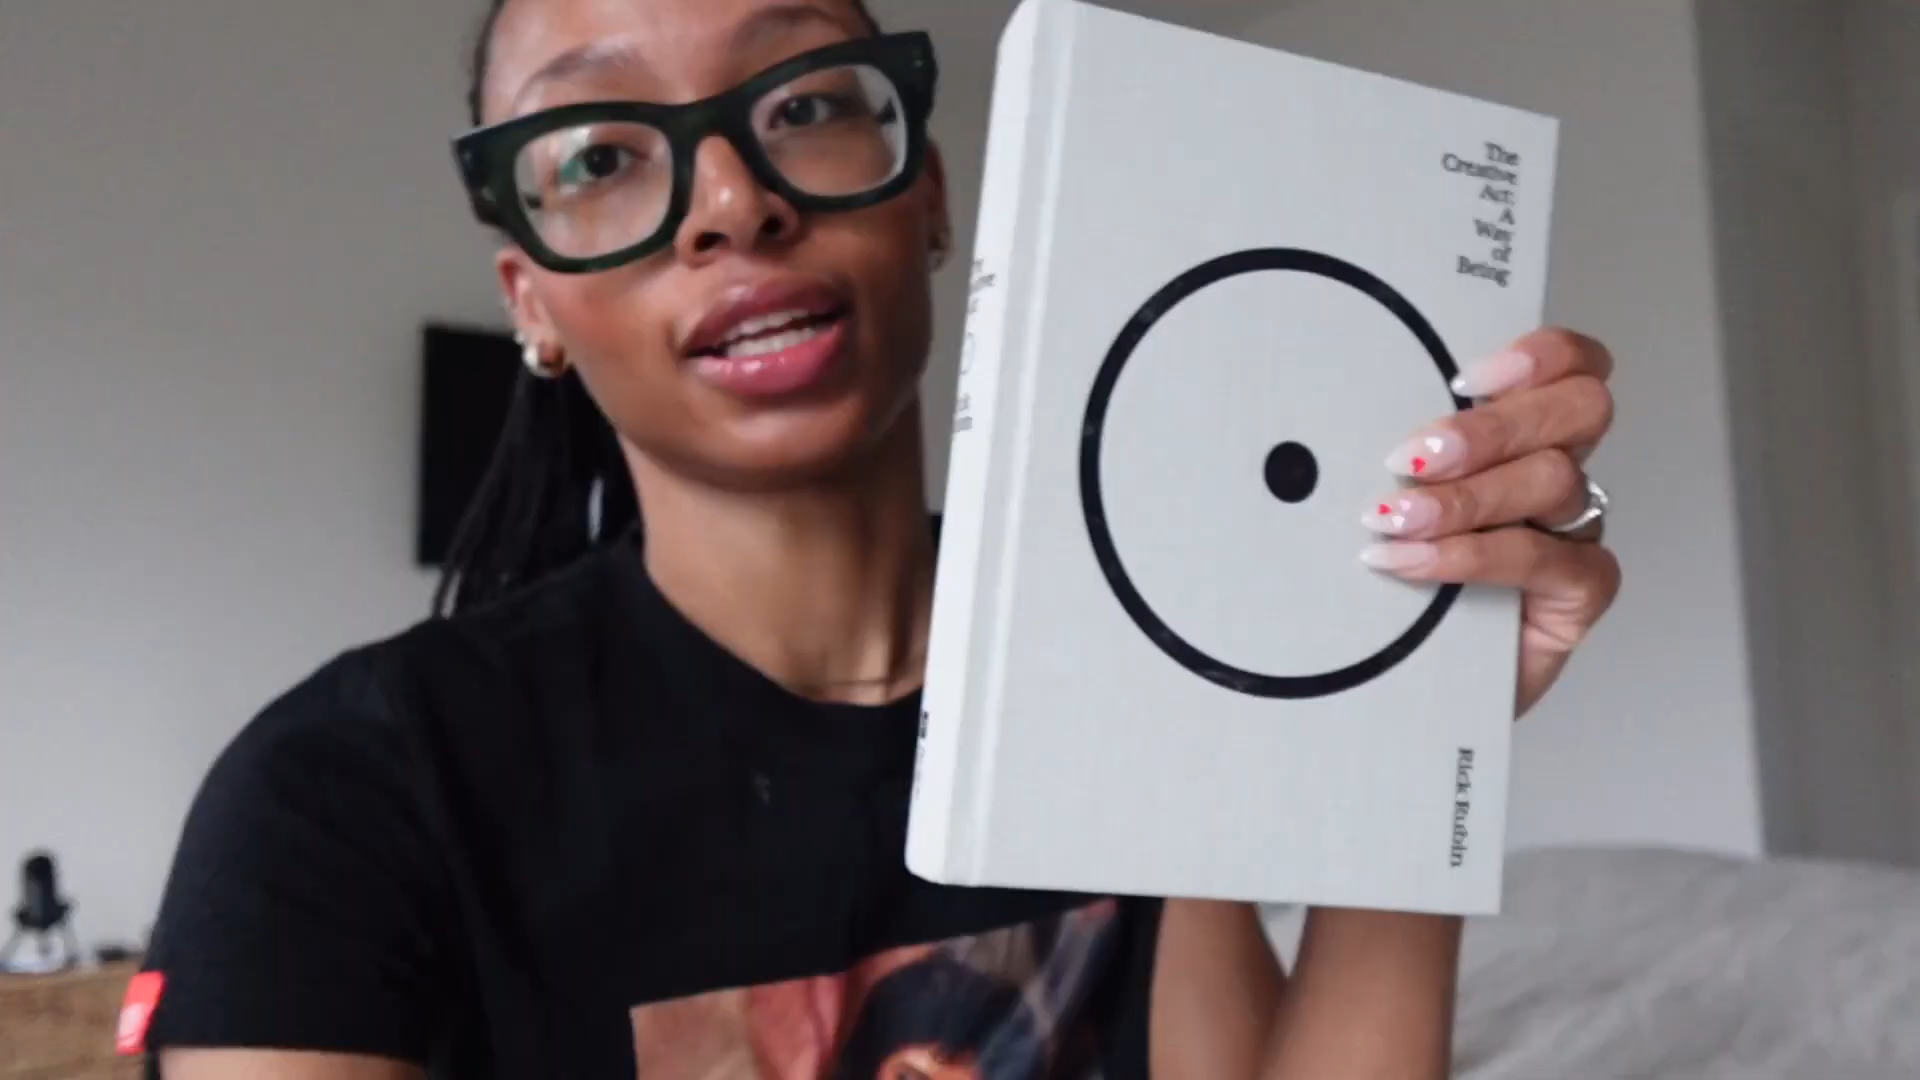 The
Creative
Act:
A
Way
of
Being
Rick Rubin